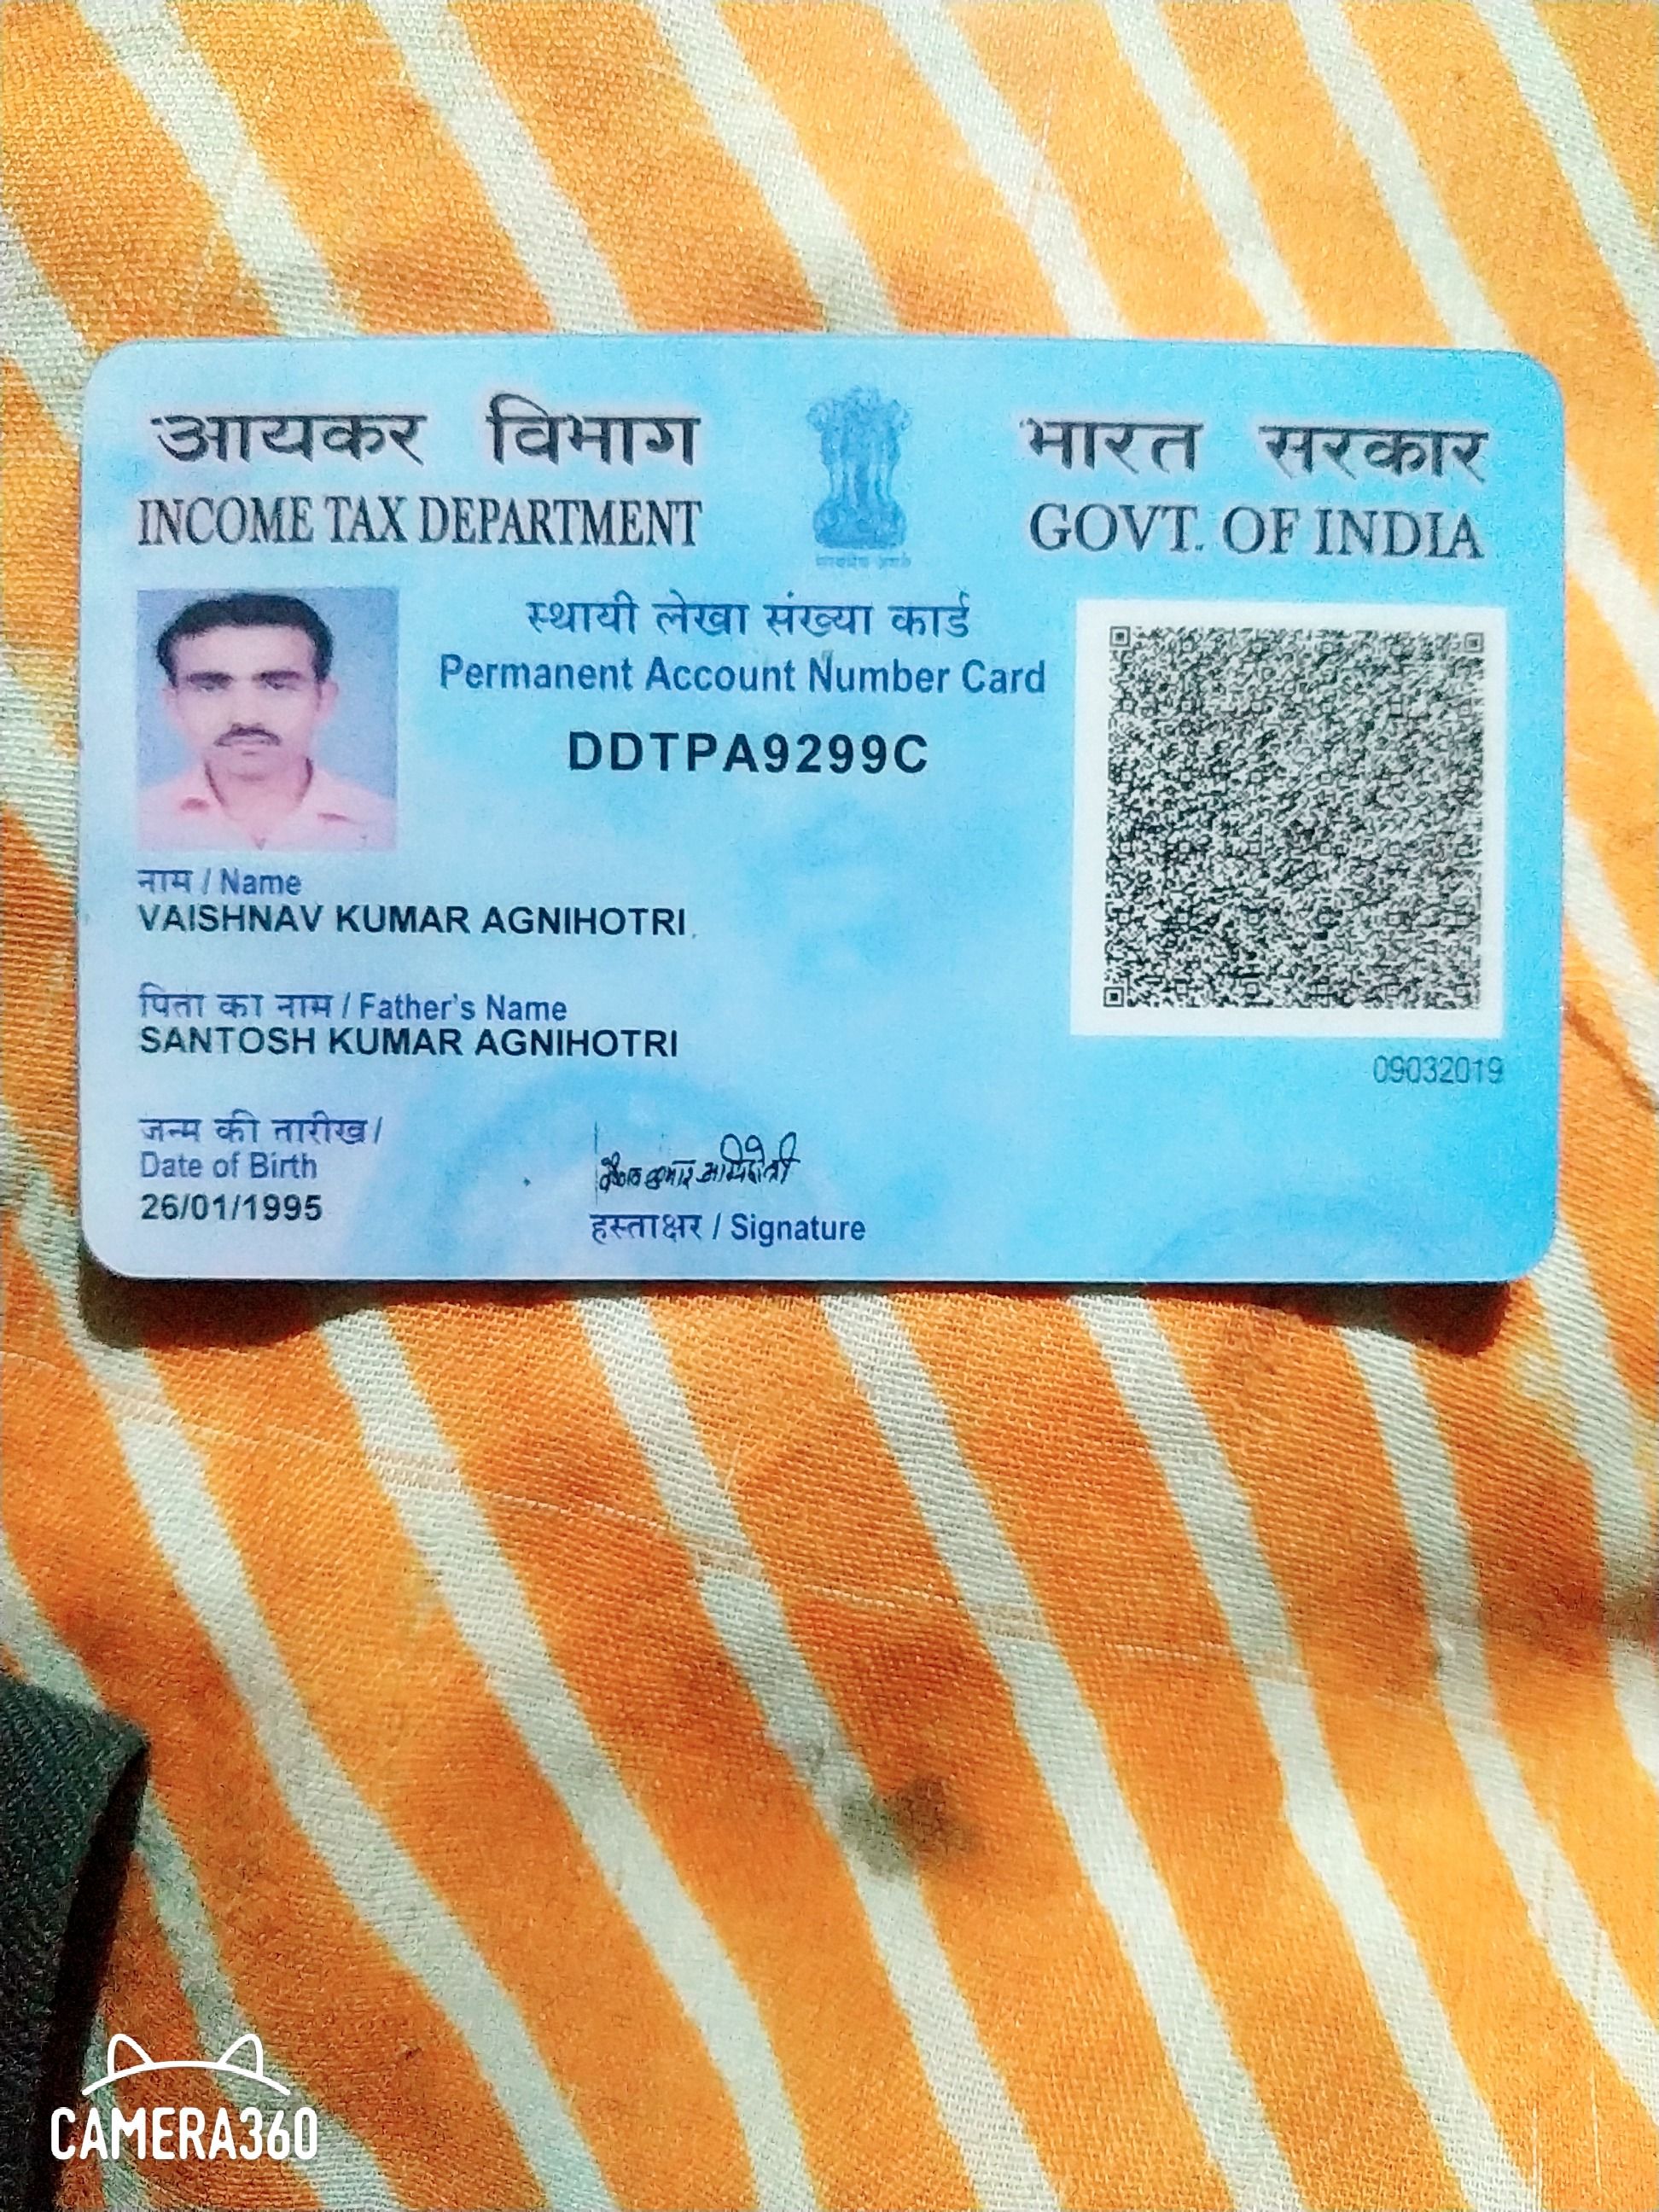 आयकर विभाग
INCOME TAX DEPARTMENT
भारत सरकार
GOVT. OF INDIA
स्थायी लेखा संख्या कार्ड
Permanent Account Number Card
DDTPA9299C
नाम / Name
VAISHNAV KUMAR AGNIHOTRI
पिता का नाम / Father's Name
SANTOSH KUMAR AGNIHOTRI
09032019
जन्म की तारीख /
Date of Birth
26/01/1995
कुमार अग्निहोत्री
हस्ताक्षर / Signature
CAMERA360